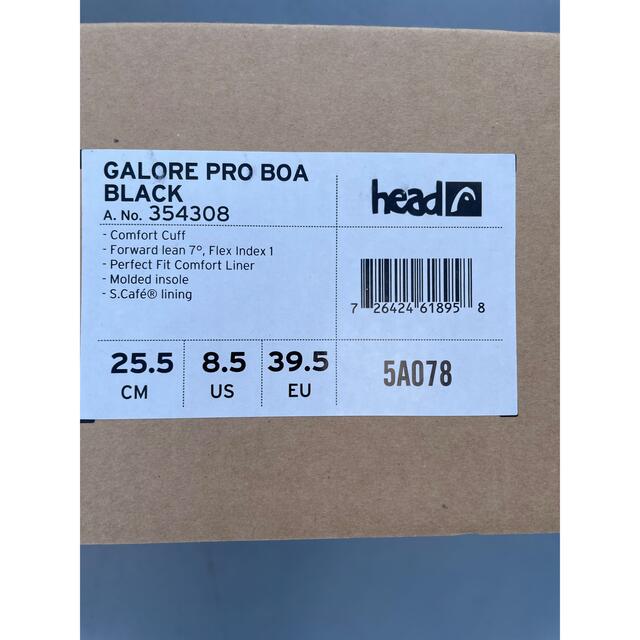 GALORE PRO BOA
BLACK
A. No. 354308
- Comfort Cuff
- Forward lean 7°, Flex Index 1
- Perfect Fit Comfort Liner
- Molded insole
- S.Café® lining
head
7 26424 61895 8
25.5 8.5 39.5
CM US EU
5A078